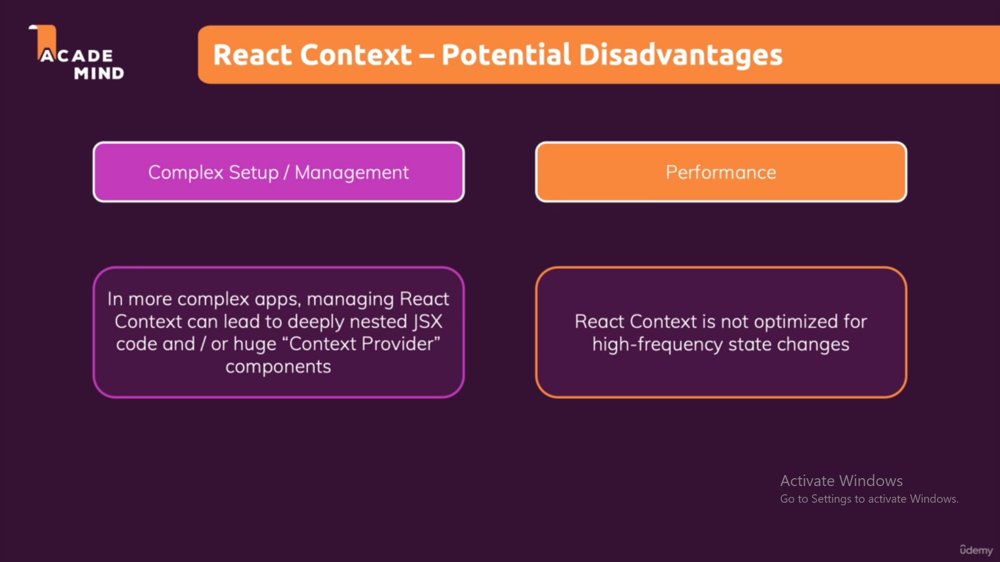 ACADE
MIND
React Context – Potential Disadvantages
Complex Setup / Management
Performance
In more complex apps, managing React
Context can lead to deeply nested JSX
code and / or huge “Context Provider”
components
React Context is not optimized for
high-frequency state changes
Activate Windows
Go to Settings to activate Windows.
ûdemy